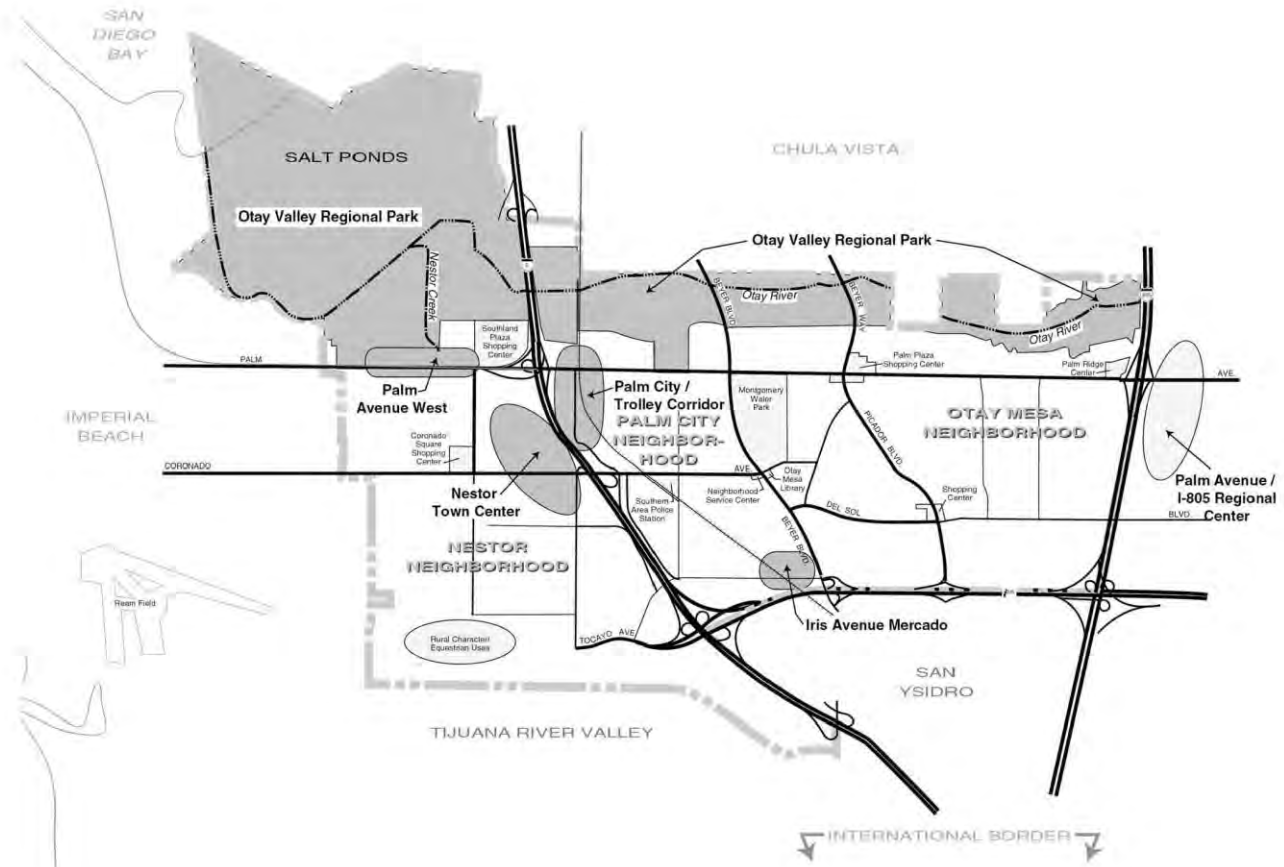 SAN
DIEGO
BAY
CHULA VISTA
SALT PONDS
Otay Valley Regional Park
Otay Valley Regional Park
Nestor Creek
BEYER BLVD.
BEYER WAY
Otay River
Otay River
Southland
Plaza
Shopping
Center
PALM
Palm Plaza
Shopping Center
Palm Ridge
Center
AVE.
Palm
Avenue West
Palm City /
Trolley Corridor
PALM CITY
NEIGHBOR-
HOOD
Montgomery
Waller
Park
PICADOR BLVD.
OTAY MESA
NEIGHBORHOOD
IMPERIAL
BEACH
Coronado
Square
Shopping
Center
CORONADO
AVE.
Otay
Mesa
Library
Neighborhood
Service Center
Palm Avenue /
I-805 Regional
Center
Nestor
Town Center
Southern
Area Police
Station
Shopping
Center
DEL SOL
BLVD.
BEYER BLVD.
NESTOR
NEIGHBORHOOD
Ream Field
Iris Avenue Mercado
Rural Character
Equestrian Uses
TOCAYO AVE.
SAN
YSIDRO
TIJUANA RIVER VALLEY
INTERNATIONAL BORDER